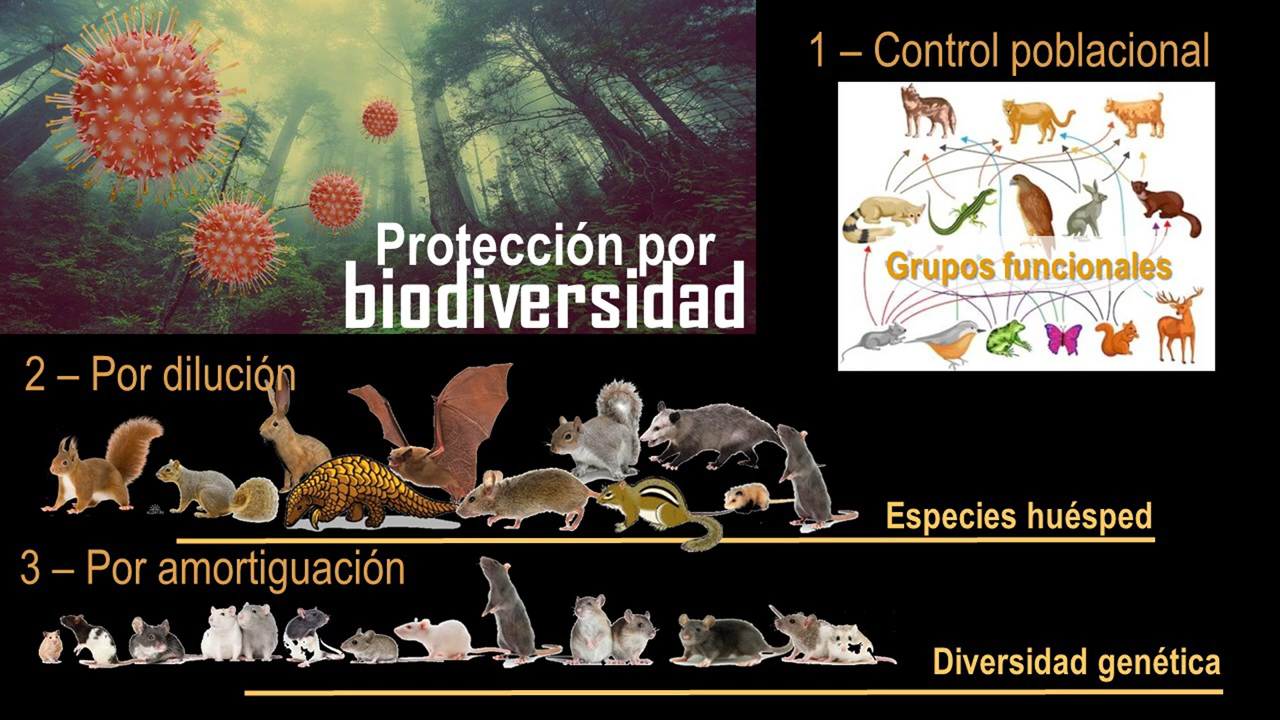 Protección por
biodiversidad
1 – Control poblacional
Grupos funcionales
2 – Por dilución
Especies huésped
3 – Por amortiguación
Diversidad genética